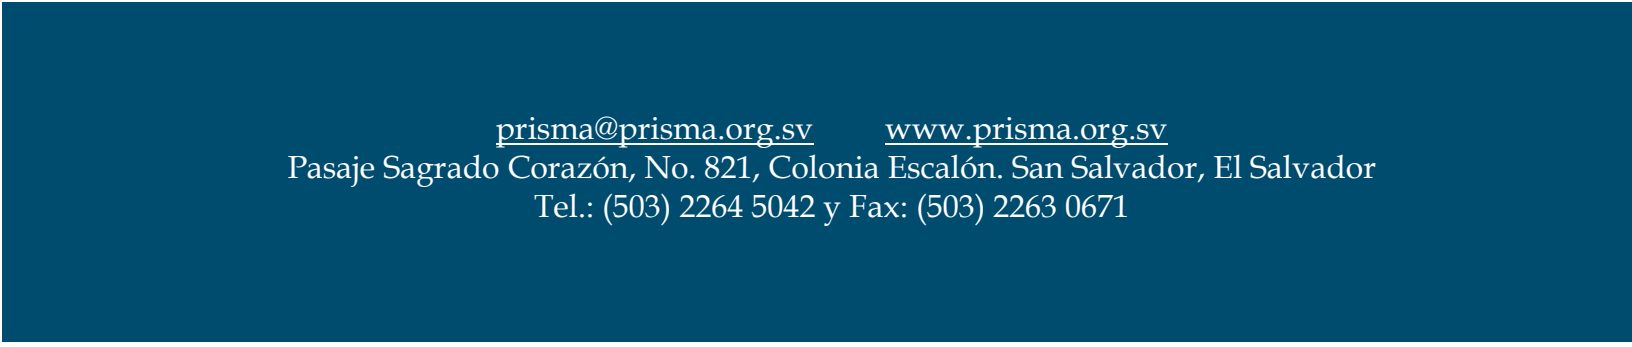 prisma@prisma.org.sv www.prisma.org.sv
Pasaje Sagrado Corazón, No. 821, Colonia Escalón. San Salvador, El Salvador
Tel.: (503) 2264 5042 y Fax: (503) 2263 0671